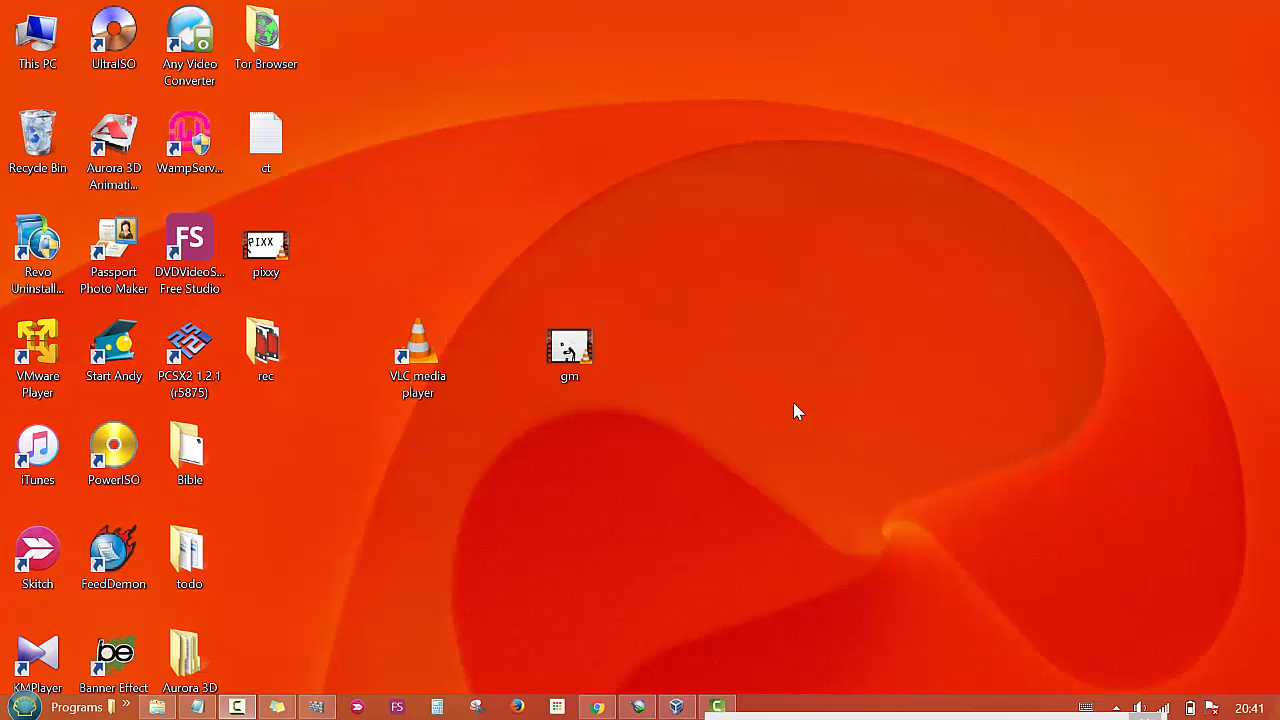 This PC
UltraISO
Any Video
Converter
Tor Browser
Recycle Bin
Aurora 3D
Animati...
WampServ...
ct
Revo
Uninstall...
Passport
Photo Maker
FS
DVDVideoS...
Free Studio
PIXX
pixxy
VMware
Player
Start Andy
PCSX2 1.2.1
(r5875)
rec
VLC media
player
gm
iTunes
PowerISO
Bible
Skitch
FeedDemon
todo
KMPlayer
be
Banner Effect
Aurora 3D
Programs
»
C
FS
C
20:41